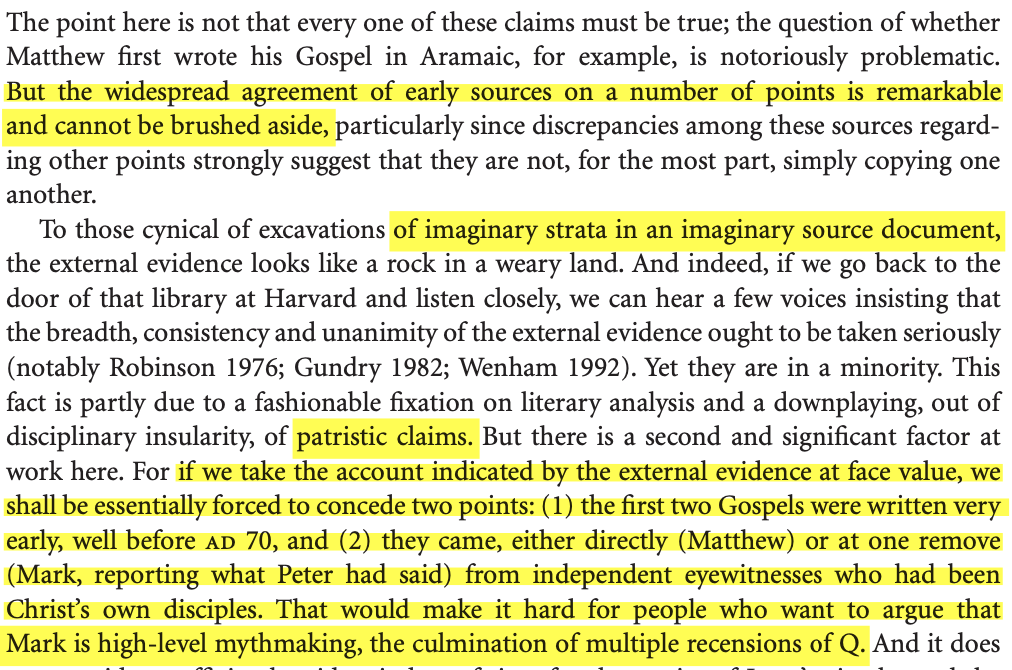 The point here is not that every one of these claims must be true; the question of whether
Matthew first wrote his Gospel in Aramaic, for example, is notoriously problematic.
But the widespread agreement of early sources on a number of points is remarkable
and cannot be brushed aside, particularly since discrepancies among these sources regard-
ing other points strongly suggest that they are not, for the most part, simply copying one
another.
To those cynical of excavations of imaginary strata in an imaginary source document,
the external evidence looks like a rock in a weary land. And indeed, if we go back to the
door of that library at Harvard and listen closely, we can hear a few voices insisting that
the breadth, consistency and unanimity of the external evidence ought to be taken seriously
(notably Robinson 1976; Gundry 1982; Wenham 1992). Yet they are in a minority. This
fact is partly due to a fashionable fixation on literary analysis and a downplaying, out of
disciplinary insularity, of patristic claims. But there is a second and significant factor at
work here. For if we take the account indicated by the external evidence at face value, we
shall be essentially forced to concede two points: (1) the first two Gospels were written very
early, well before AD 70, and (2) they came, either directly (Matthew) or at one remove
(Mark, reporting what Peter had said) from independent eyewitnesses who had been
Christ's own disciples. That would make it hard for people who want to argue that
Mark is high-level mythmaking, the culmination of multiple recensions of Q. And it does